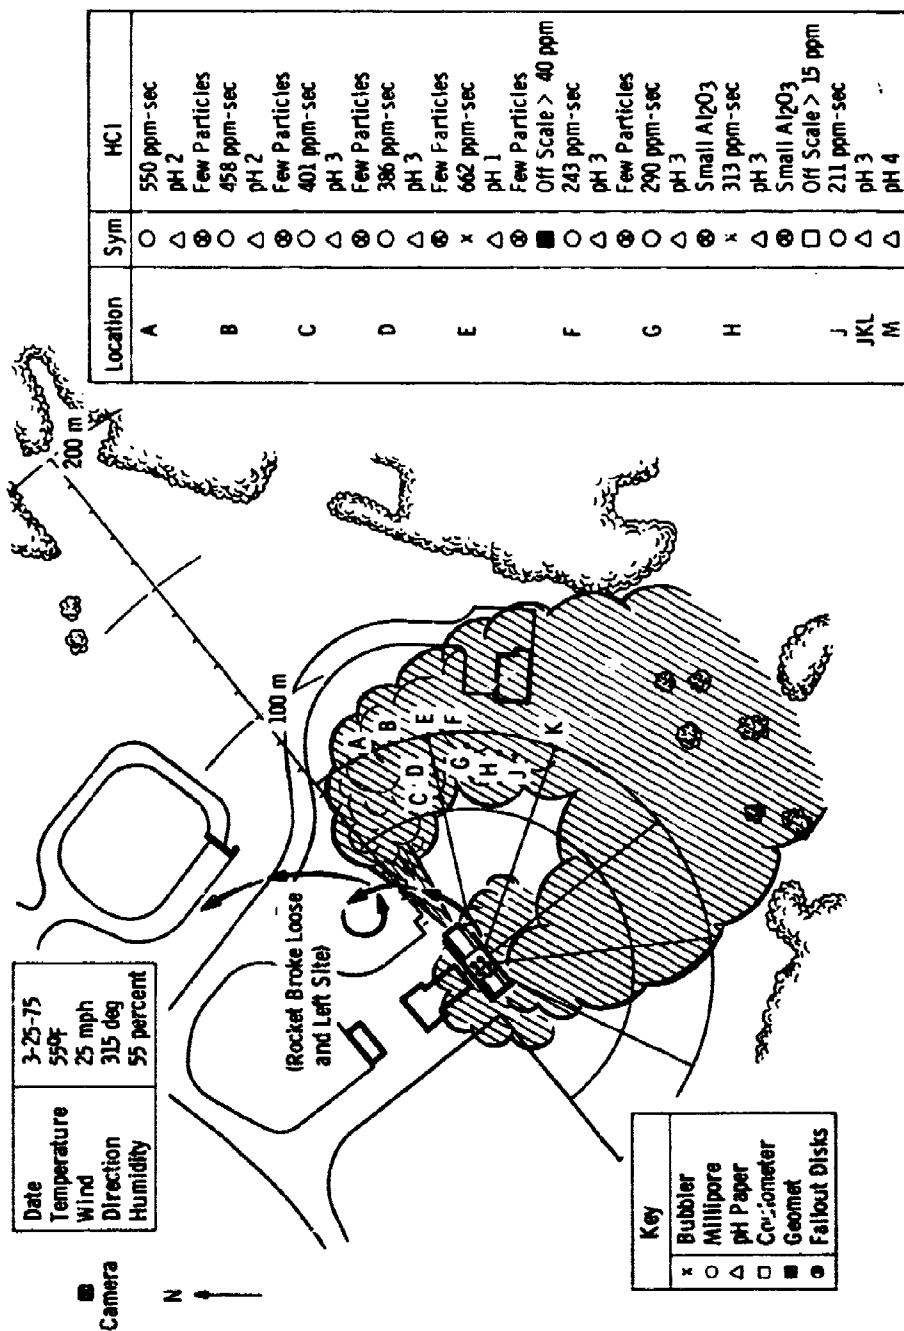 Camera
N
Date 3-25-75
Temperature 55°F
Wind 25 mph
Direction 315 deg
Humidity 55 percent
(Rocket Broke Loose
and Left Site)
100 m
200 m
A
B
C
D
E
F
G
H
J
K
Key
x Bubbler
○ Millipore
△ pH Paper
□
■ Geomet
⊗ Fallout Disks
Location Sym HCl
A ○ 550 ppm-sec
△ pH 2
⊗ Few Particles
B ○ 458 ppm-sec
△ pH 2
⊗ Few Particles
C ○ 401 ppm-sec
△ pH 3
⊗ Few Particles
D ○ 386 ppm-sec
△ pH 3
⊗ Few Particles
E x 662 ppm-sec
△ pH 1
⊗ Few Particles
■ Off Scale > 40 ppm
F ○ 243 ppm-sec
△ pH 3
⊗ Few Particles
G ○ 290 ppm-sec
△ pH 3
⊗ Small Al2O3
H x 313 ppm-sec
△ pH 3
⊗ Small Al2O3
□ Off Scale > 15 ppm
J ○ 211 ppm-sec
JKL △ pH 3
M △ pH 4